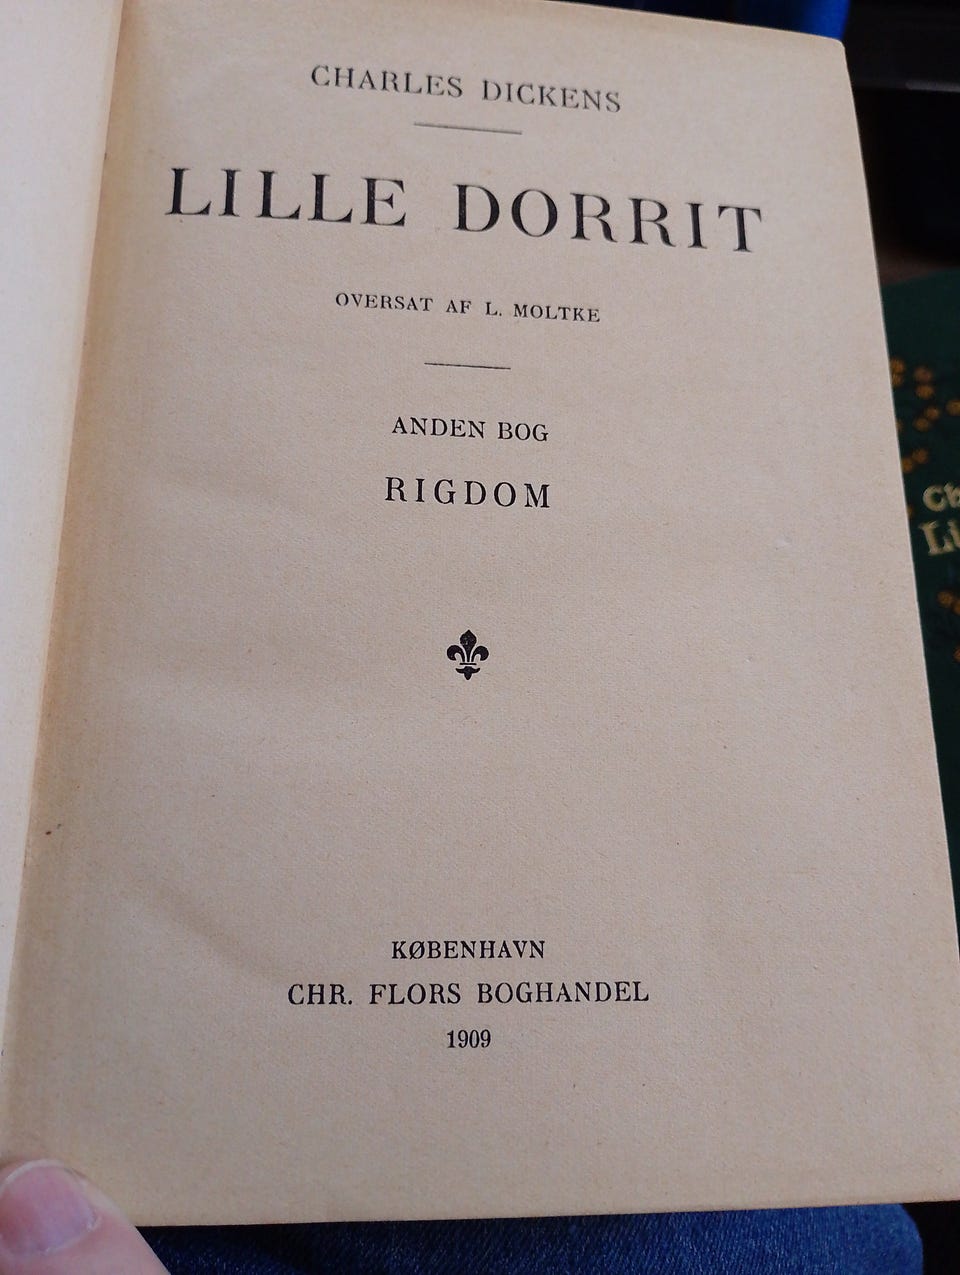 CHARLES DICKENS
LILLE DORRIT
OVERSAT AF L. MOLTKE
ANDEN BOG
RIGDOM
KØBENHAVN
CHR. FLORS BOGHANDEL
1909